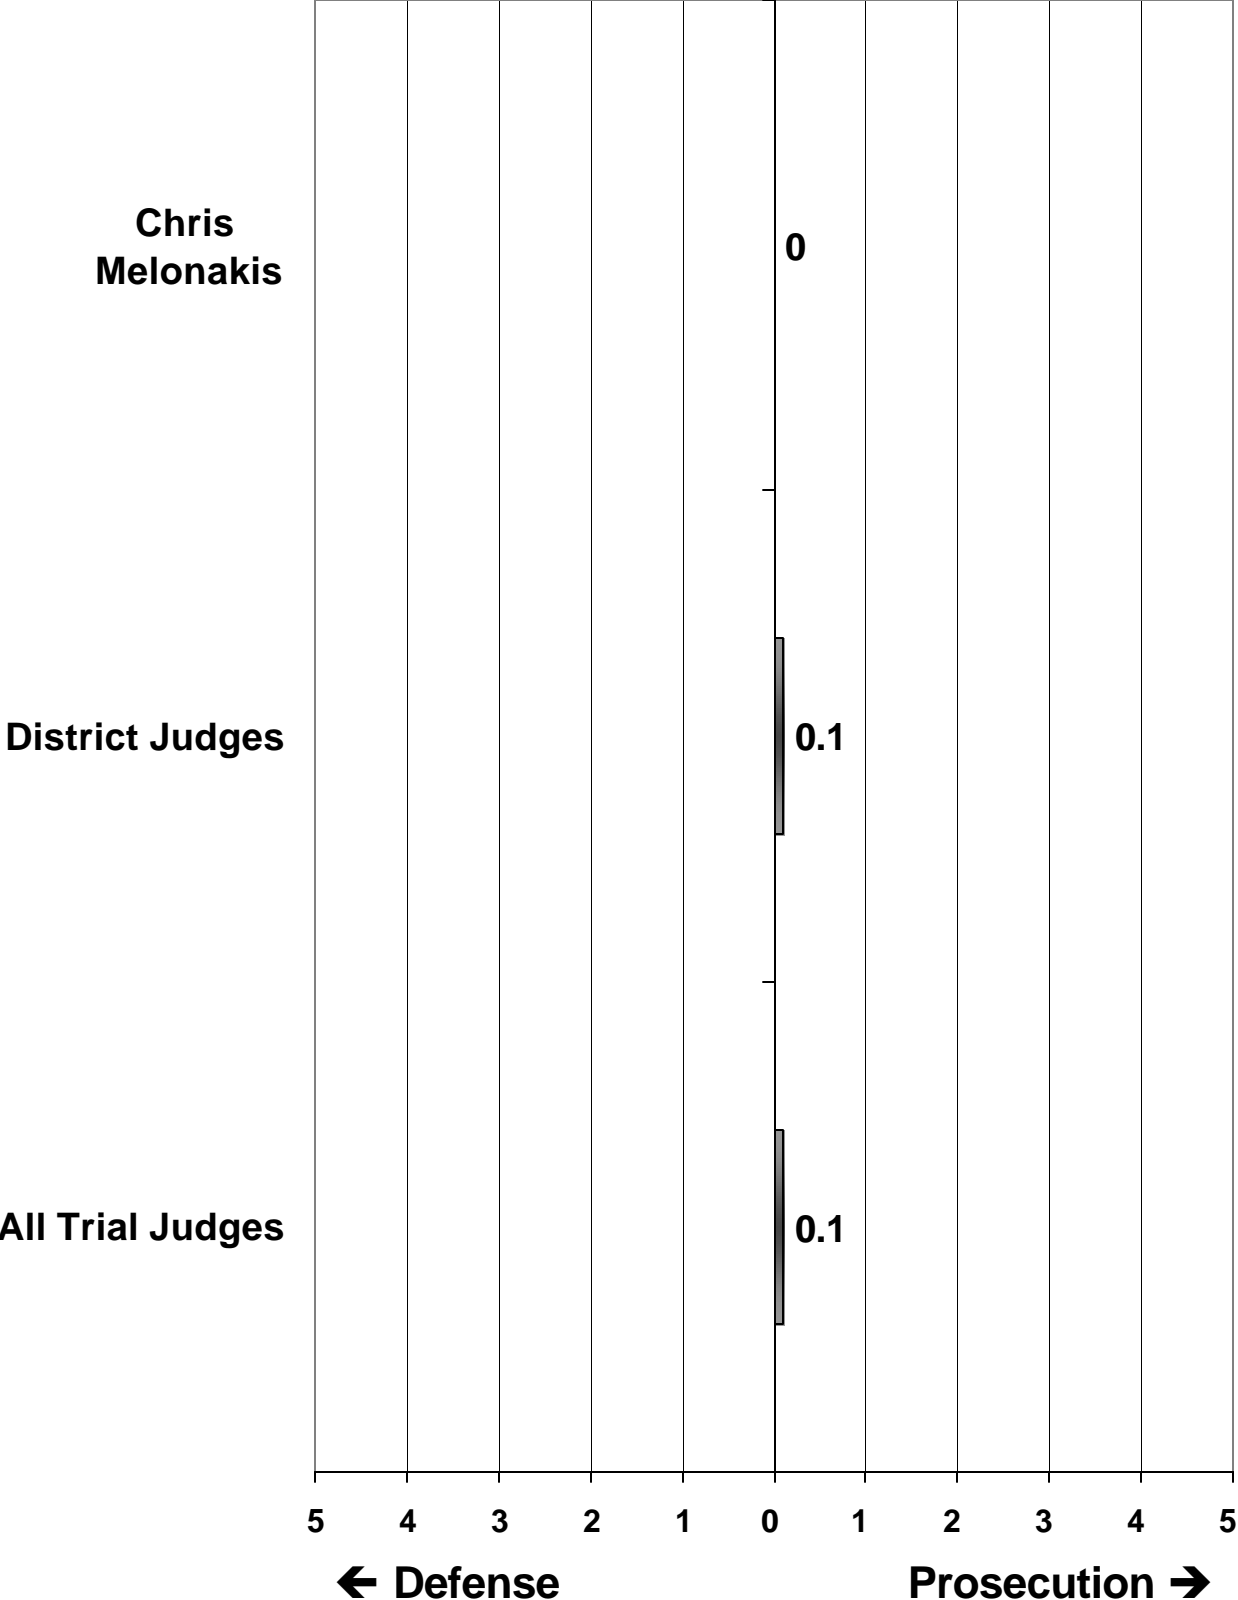 Chris
Melonakis
0
District Judges
0.1
All Trial Judges
0.1
5 4 3 2 1 0 1 2 3 4 5
← Defense Prosecution →